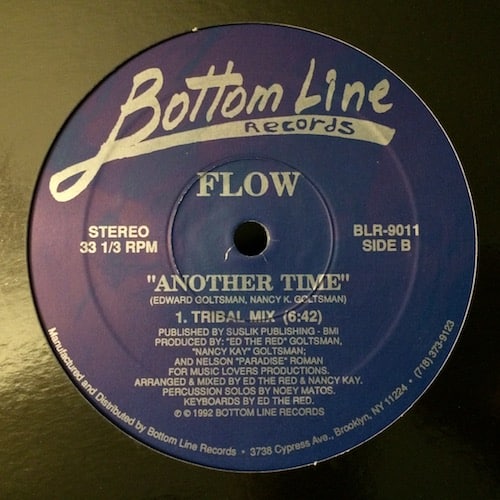 Bottom Line
Records
FLOW
STEREO
33 1/3 RPM
BLR-9011
SIDE B
"ANOTHER TIME"
(EDWARD GOLTSMAN, NANCY K. GOLTSMAN)
1. TRIBAL MIX (6:42)
PUBLISHED BY SUSLIK PUBLISHING - BMI
PRODUCED BY: "ED THE RED" GOLTSMAN,
"NANCY KAY" GOLTSMAN;
AND NELSON "PARADISE" ROMAN
FOR MUSIC LOVERS PRODUCTIONS.
ARRANGED & MIXED BY ED THE RED & NANCY KAY.
PERCUSSION SOLOS BY NOEY MATOS.
KEYBOARDS BY ED THE RED.
℗ © 1992 BOTTOM LINE RECORDS
Manufactured and Distributed by Bottom Line Records • 3738 Cypress Ave., Brooklyn, NY 11224 • (718) 373-9123